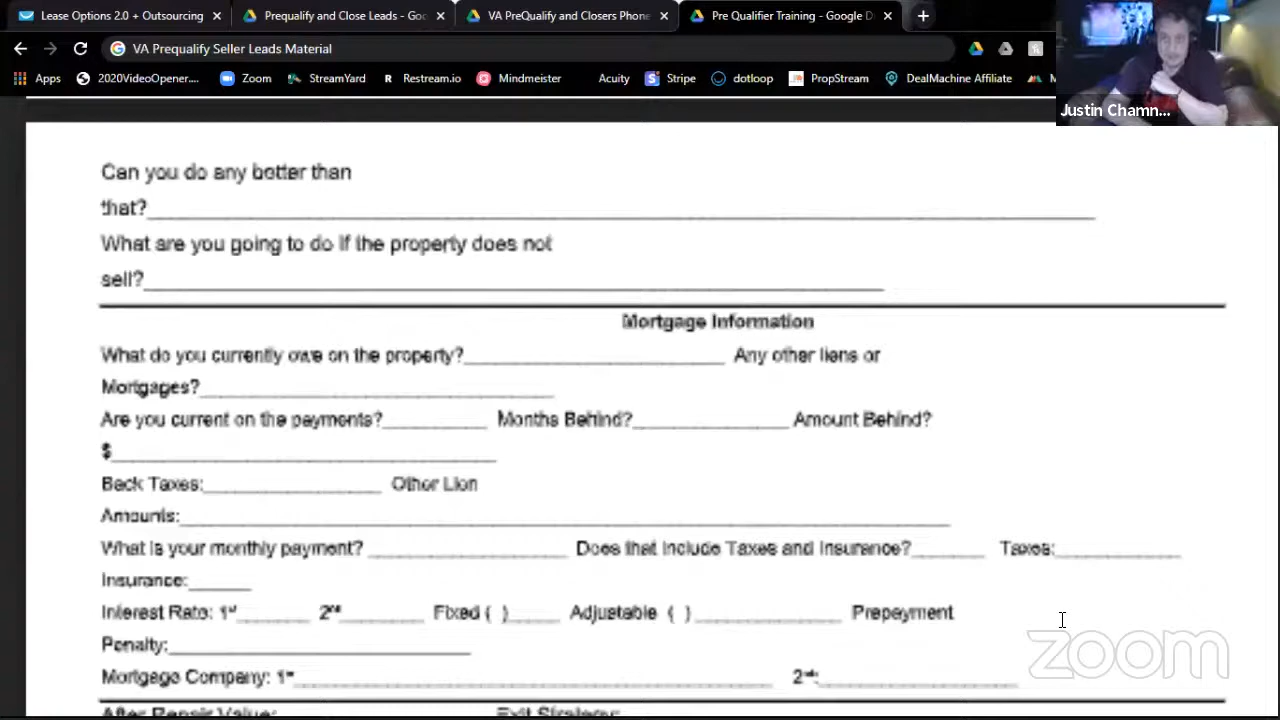 Lease Options 2.0 + Outsourcing
Prequalify and Close Leads - Goo
VA PreQualify and Closers Phone
Pre Qualifier Training - Google D
VA Prequalify Seller Leads Material
Apps 2020VideoOpener.... Zoom StreamYard Restream.io Mindmeister Acuity Stripe dotloop PropStream DealMachine Affiliate
Justin Chamn...
Can you do any better than
that?
What are you going to do if the property does not
sell?
Mortgage Information
What do you currently owe on the property? Any other liens or
Mortgages?
Are you current on the payments? Months Behind? Amount Behind?
$
Back Taxes: Other Lien
Amounts:
What is your monthly payment? Does that include Taxes and Insurance? Taxes:
Insurance:
Interest Rate: 1st 2nd Fixed ( ) Adjustable ( ) Prepayment
Penalty:
Mortgage Company: 1st 2nd:
After Repair Value: Exit Strategy:
zoom